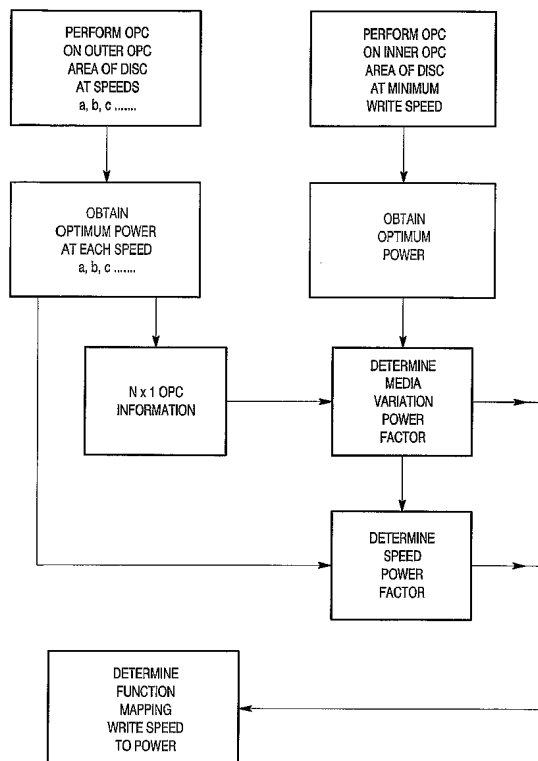 PERFORM OPC
ON OUTER OPC
AREA OF DISC
AT SPEEDS
a, b, c .......
PERFORM OPC
ON INNER OPC
AREA OF DISC
AT MINIMUM
WRITE SPEED
OBTAIN
OPTIMUM POWER
AT EACH SPEED
a, b, c .......
OBTAIN
OPTIMUM
POWER
N x 1 OPC
INFORMATION
DETERMINE
MEDIA
VARIATION
POWER
FACTOR
DETERMINE
SPEED
POWER
FACTOR
DETERMINE
FUNCTION
MAPPING
WRITE SPEED
TO POWER